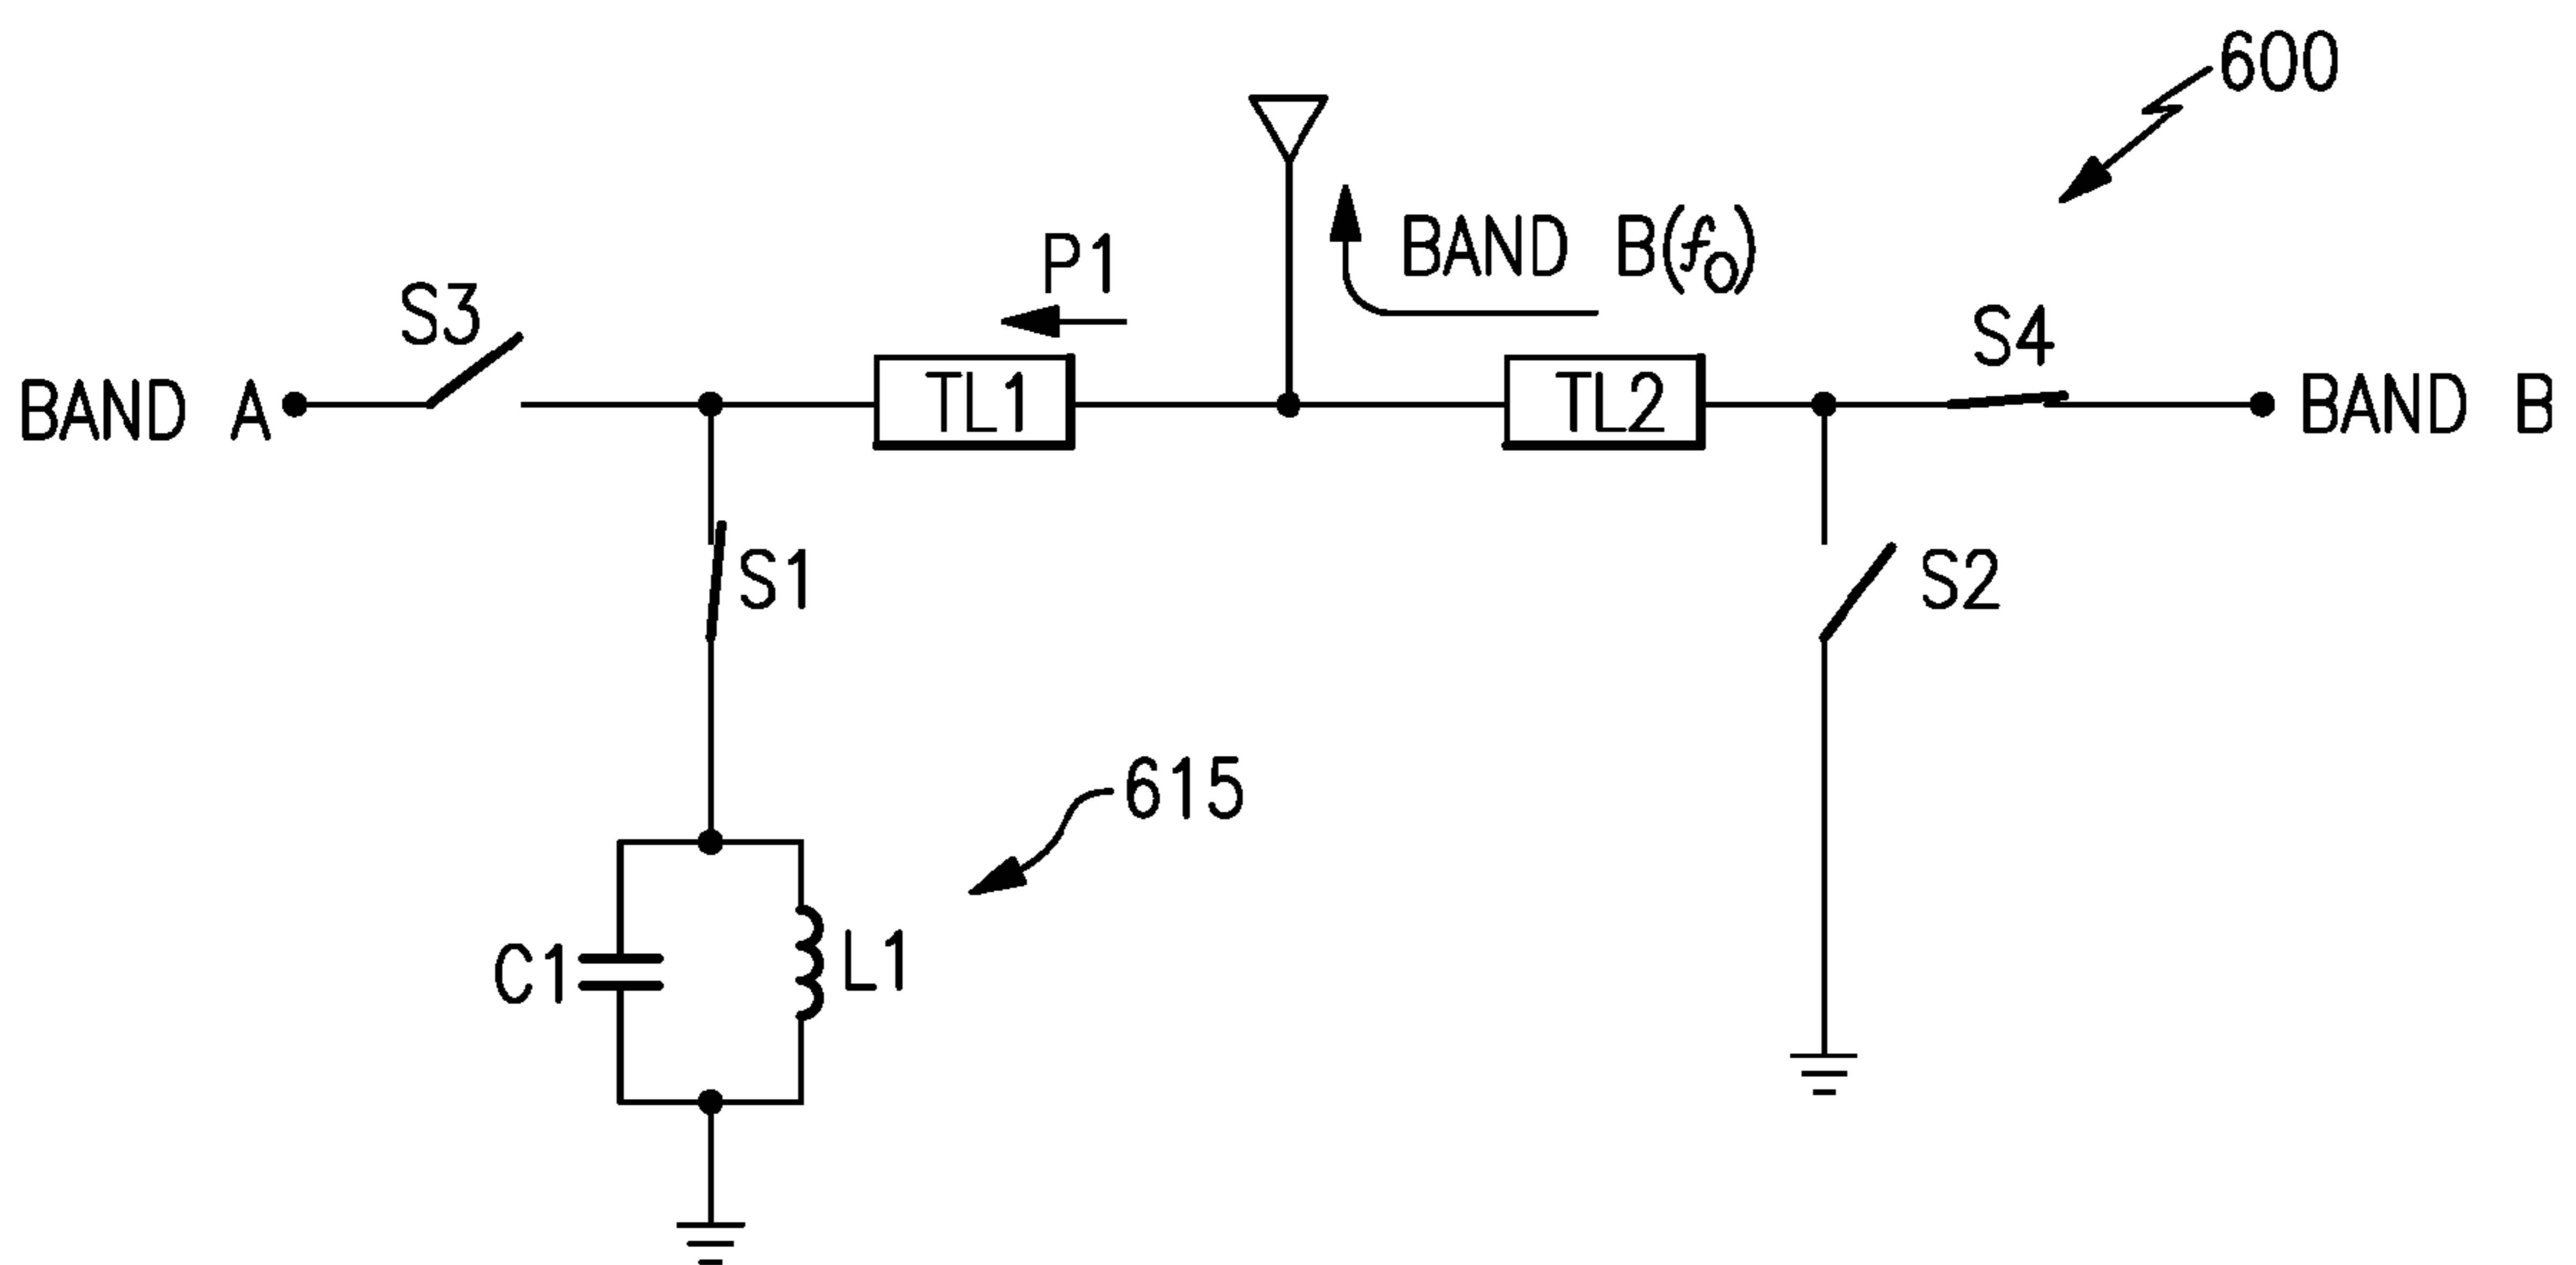 600
P1
BAND B(f0)
S3
S4
BAND A
TL1
TL2
BAND B
S1
S2
615
C1
L1